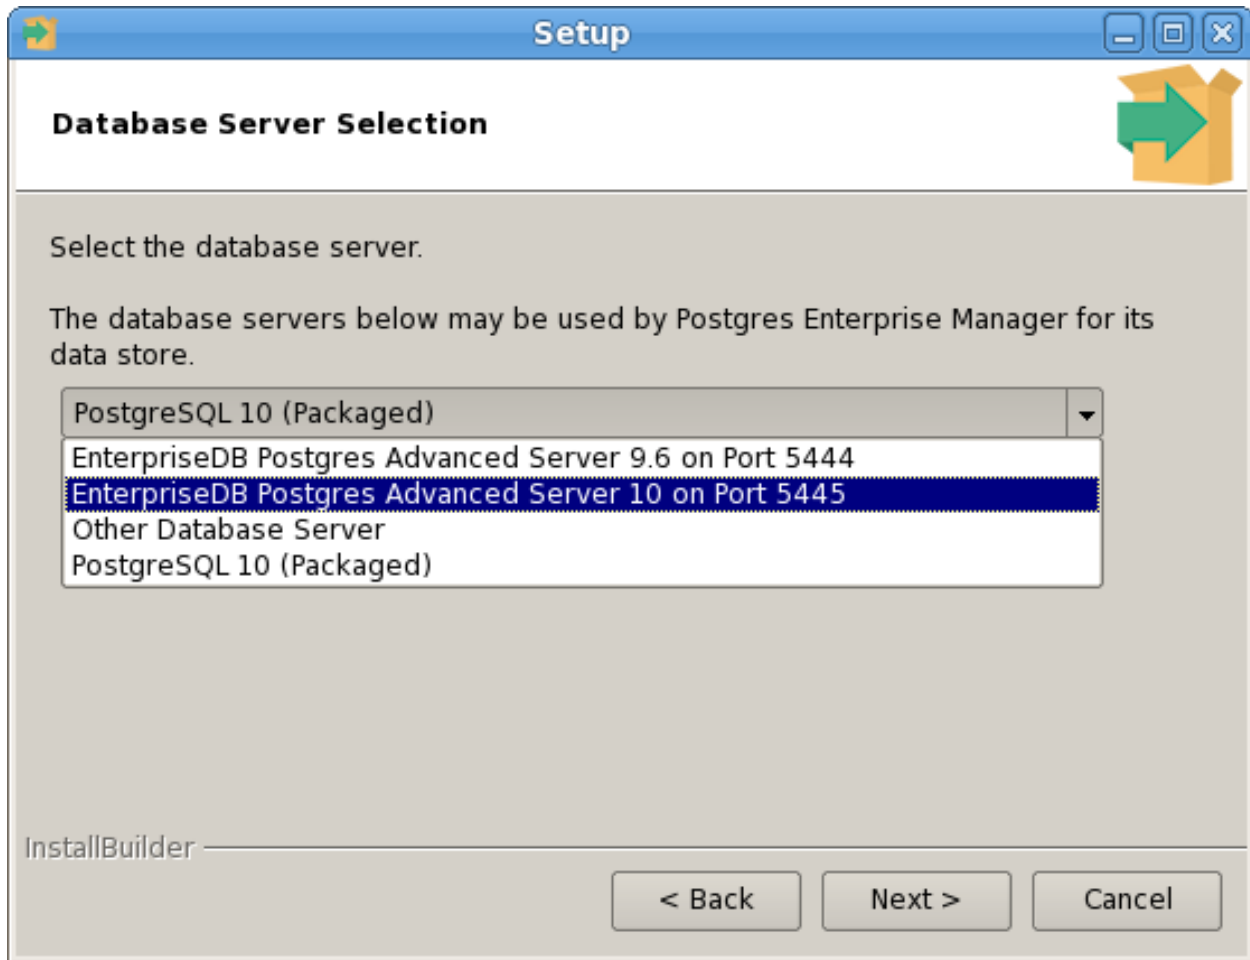 Setup
Database Server Selection
Select the database server.
The database servers below may be used by Postgres Enterprise Manager for its
data store.
PostgreSQL 10 (Packaged)
EnterpriseDB Postgres Advanced Server 9.6 on Port 5444
EnterpriseDB Postgres Advanced Server 10 on Port 5445
Other Database Server
PostgreSQL 10 (Packaged)
InstallBuilder
< Back Next > Cancel